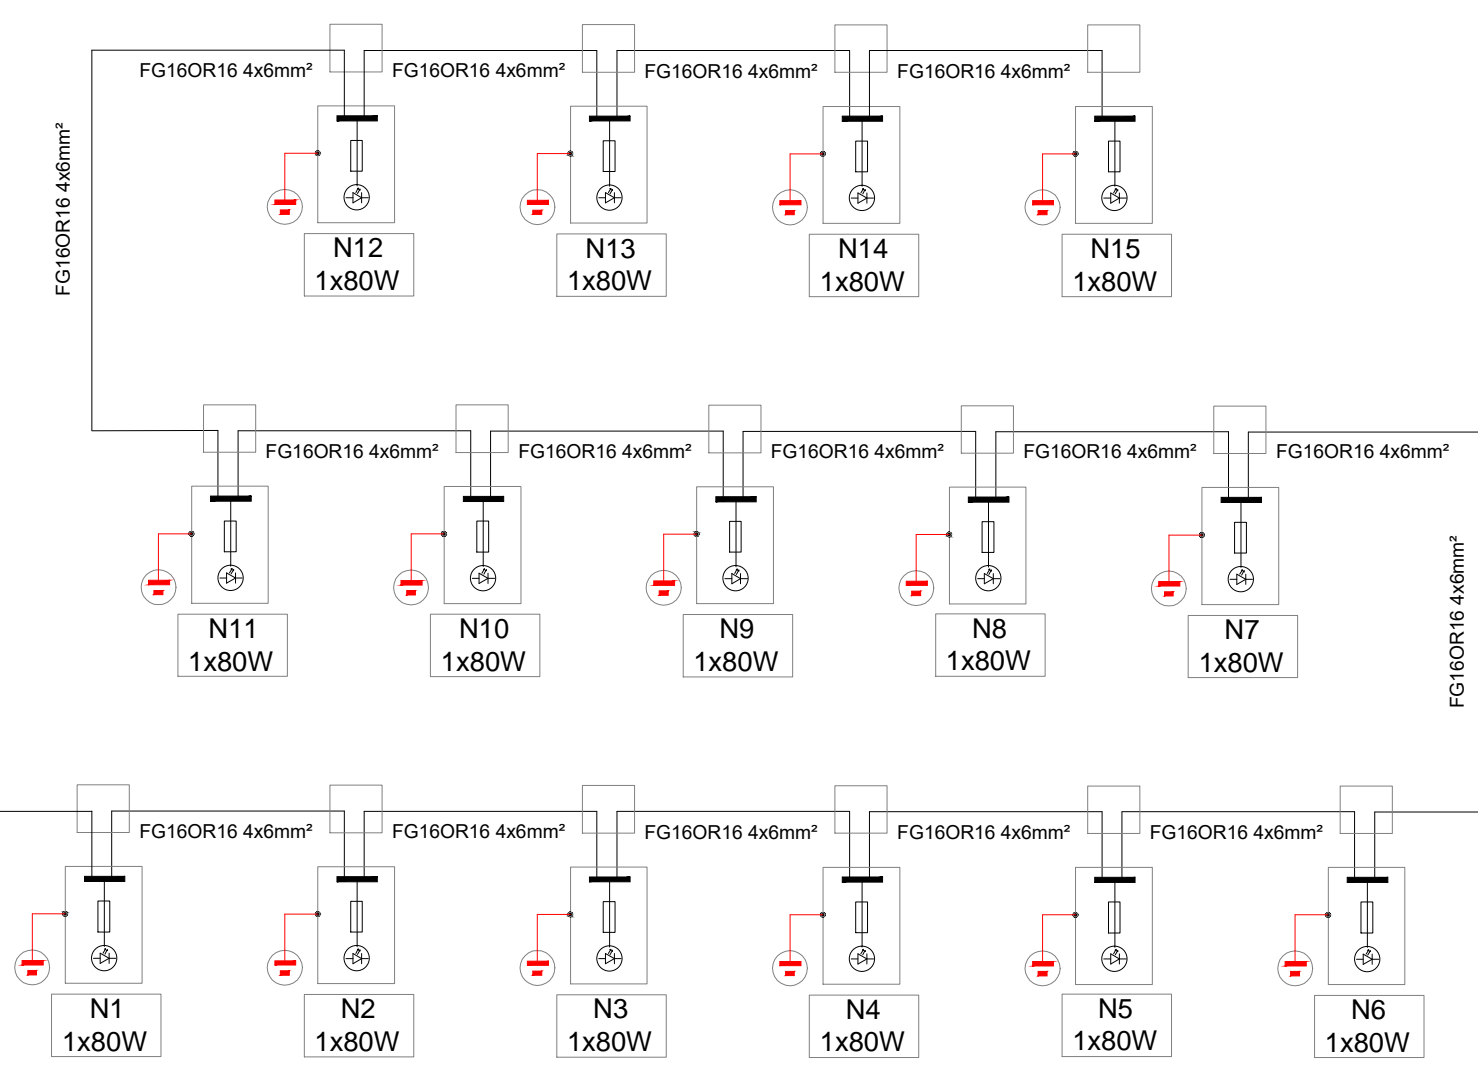 FG16OR16 4x6mm²
FG16OR16 4x6mm²
FG16OR16 4x6mm²
FG16OR16 4x6mm²
FG16OR16 4x6mm²
N12
1x80W
N13
1x80W
N14
1x80W
N15
1x80W
FG16OR16 4x6mm²
FG16OR16 4x6mm²
FG16OR16 4x6mm²
FG16OR16 4x6mm²
FG16OR16 4x6mm²
FG16OR16 4x6mm²
N11
1x80W
N10
1x80W
N9
1x80W
N8
1x80W
N7
1x80W
FG16OR16 4x6mm²
FG16OR16 4x6mm²
FG16OR16 4x6mm²
FG16OR16 4x6mm²
FG16OR16 4x6mm²
N1
1x80W
N2
1x80W
N3
1x80W
N4
1x80W
N5
1x80W
N6
1x80W